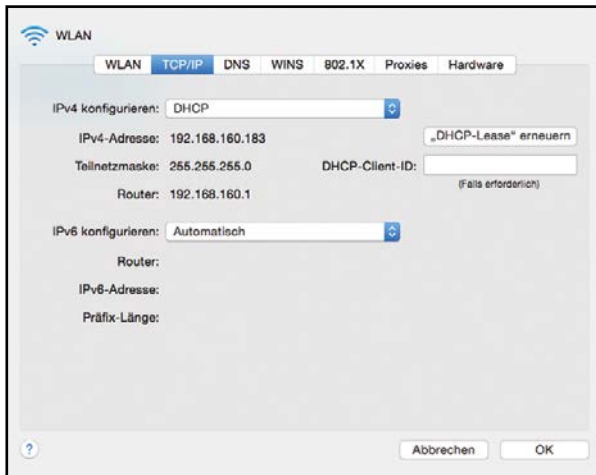 WLAN
WLAN TCP/IP DNS WINS 802.1X Proxies Hardware
IPv4 konfigurieren: DHCP
IPv4-Adresse: 192.168.160.183 „DHCP-Lease“ erneuern
Teilnetzmaske: 255.255.255.0 DHCP-Client-ID:
(Falls erforderlich)
Router: 192.168.160.1
IPv6 konfigurieren: Automatisch
Router:
IPv6-Adresse:
Präfix-Länge:
? Abbrechen OK